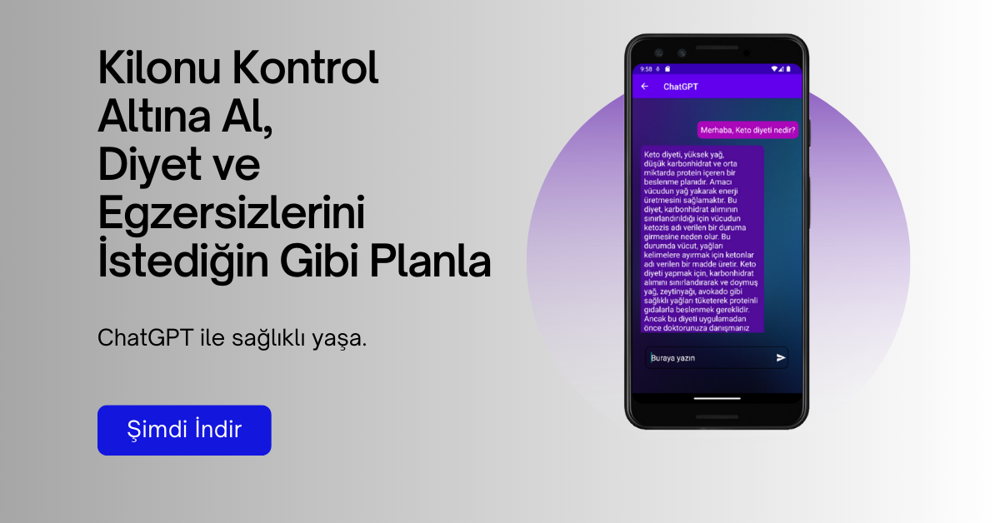 Kilonu Kontrol
Altına Al,
Diyet ve
Egzersizlerini
İstediğin Gibi Planla
ChatGPT ile sağlıklı yaşa.
Şimdi İndir
9:58
ChatGPT
Merhaba, Keto diyeti nedir?
Keto diyeti, yüksek yağ,
düşük karbonhidrat ve orta
miktarda protein içeren bir
beslenme planıdır. Amacı
vücudun yağ yakarak enerji
üretmesini sağlamaktır. Bu
diyet, karbonhidrat alımının
sınırlandırıldığı için vücudun
ketozis adı verilen bir duruma
girmesine neden olur. Bu
durumda vücut, yağları
kelimelere ayırmak için ketonlar
adı verilen bir madde üretir. Keto
diyeti yapmak için, karbonhidrat
alımını sınırlandırarak ve doymuş
yağ, zeytinyağı, avokado gibi
sağlıklı yağları tüketerek proteinli
gıdalarla beslenmek gereklidir.
Ancak bu diyeti uygulamadan
önce doktorunuza danışmanız
Buraya yazın